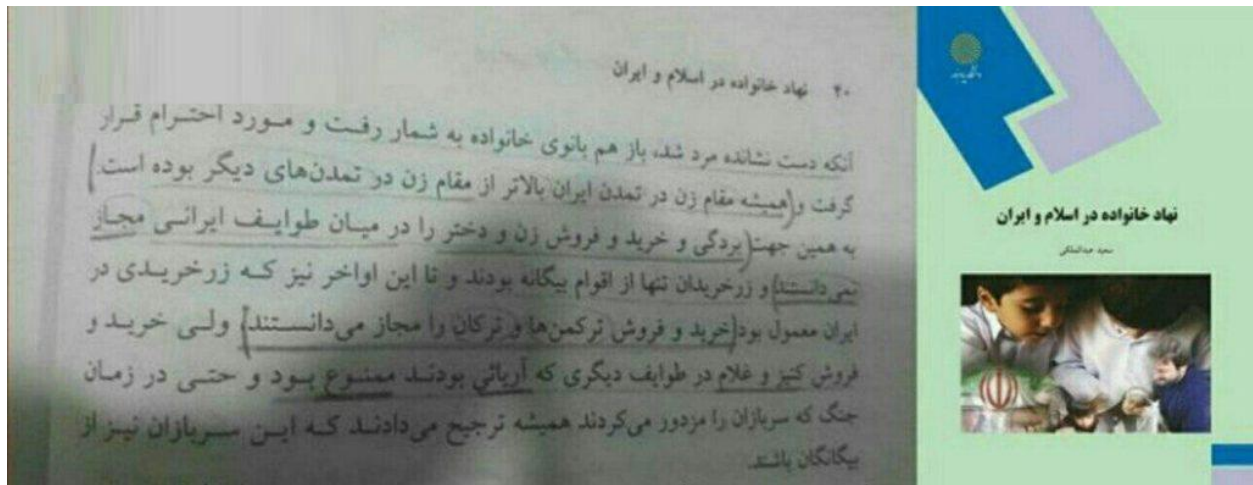 ۴۰ نهاد خانواده در اسلام و ایران
آنکه دست نشانده مرد شد، باز هم بانوی خانواده به شمار رفت و مورد احترام قرار
گرفت و همیشه مقام زن در تمدن ایران بالاتر از مقام زن در تمدن‌های دیگر بوده است.
به همین جهت بردگی و خرید و فروش زن و دختر را در میان طوایف ایرانی مجاز
نمی‌دانستند و زرخریدان تنها از اقوام بیگانه بودند و تا این اواخر نیز که زرخریدی در
ایران معمول بود خرید و فروش ترکمن‌ها و ترکان را مجاز می‌دانستند، ولی خرید و
فروش کنیز و غلام در طوایف دیگری که آریائی بودند ممنوع بود و حتی در زمان
جنگ که سربازان را مزدور می‌کردند همیشه ترجیح می‌دادند که این سربازان نیز از
بیگانگان باشند.
نهاد خانواده در اسلام و ایران
سعید عبدالملکی